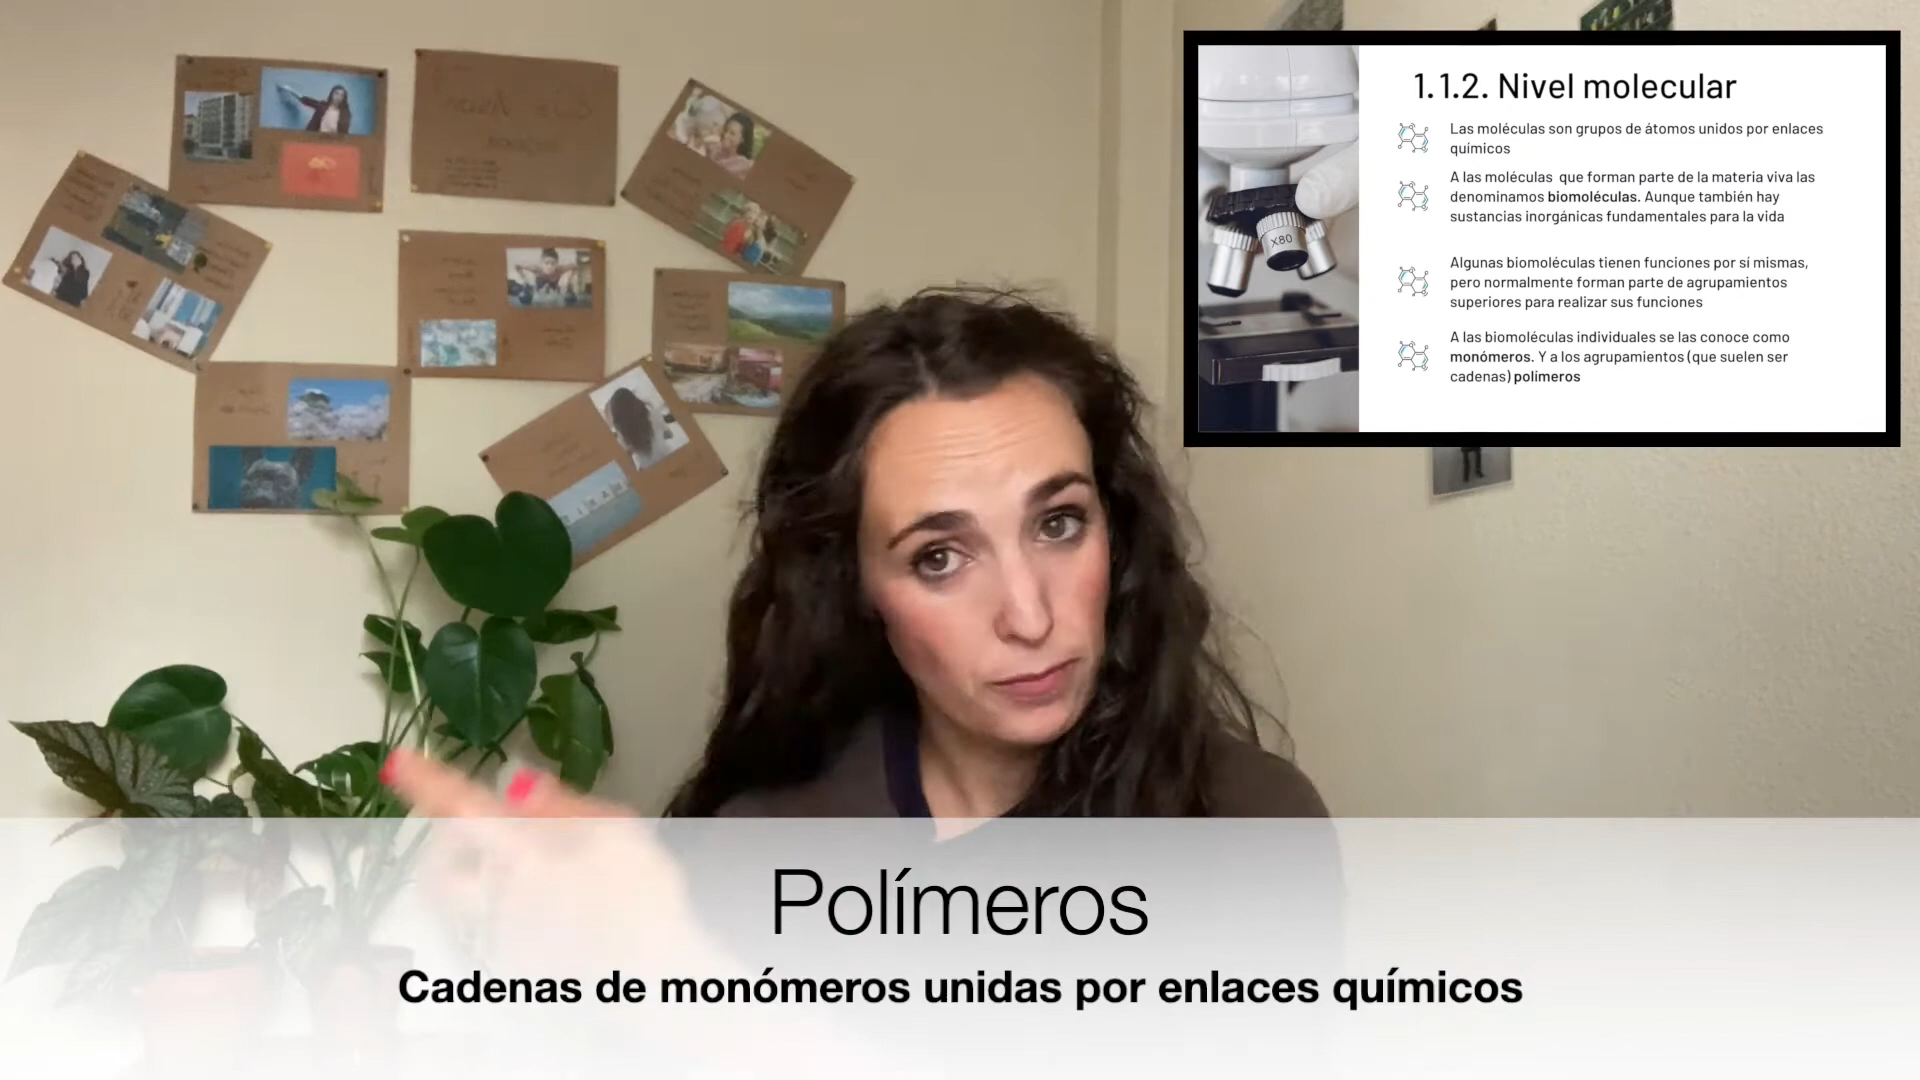 1.1.2. Nivel molecular
Las moléculas son grupos de átomos unidos por enlaces
químicos
A las moléculas que forman parte de la materia viva las
denominamos biomoléculas. Aunque también hay
sustancias inorgánicas fundamentales para la vida
Algunas biomoléculas tienen funciones por sí mismas,
pero normalmente forman parte de agrupamientos
superiores para realizar sus funciones
A las biomoléculas individuales se las conoce como
monómeros. Y a los agrupamientos (que suelen ser
cadenas) polímeros
X80
Polímeros
Cadenas de monómeros unidas por enlaces químicos